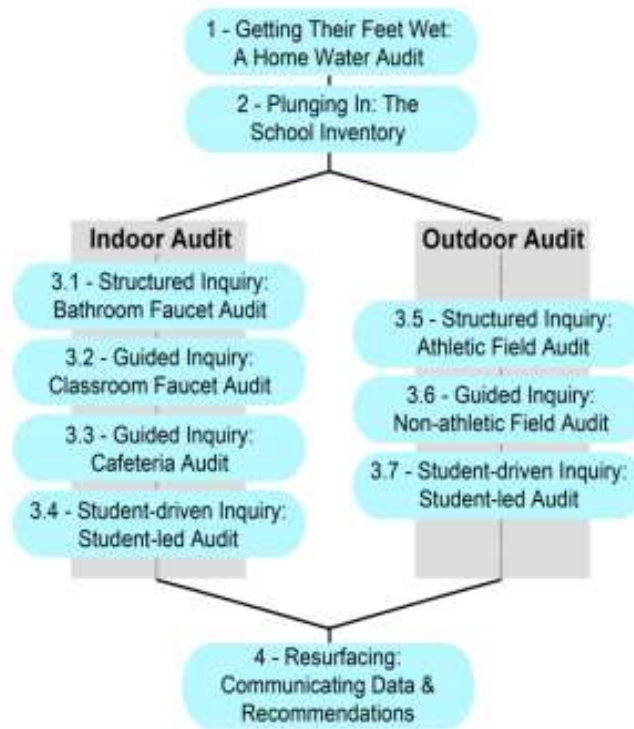 1 - Getting Their Feet Wet:
A Home Water Audit
2 - Plunging In: The
School Inventory
Indoor Audit
3.1 - Structured Inquiry:
Bathroom Faucet Audit
3.2 - Guided Inquiry:
Classroom Faucet Audit
3.3 - Guided Inquiry:
Cafeteria Audit
3.4 - Student-driven Inquiry:
Student-led Audit
Outdoor Audit
3.5 - Structured Inquiry:
Athletic Field Audit
3.6 - Guided Inquiry:
Non-athletic Field Audit
3.7 - Student-driven Inquiry:
Student-led Audit
4 - Resurfacing:
Communicating Data &
Recommendations